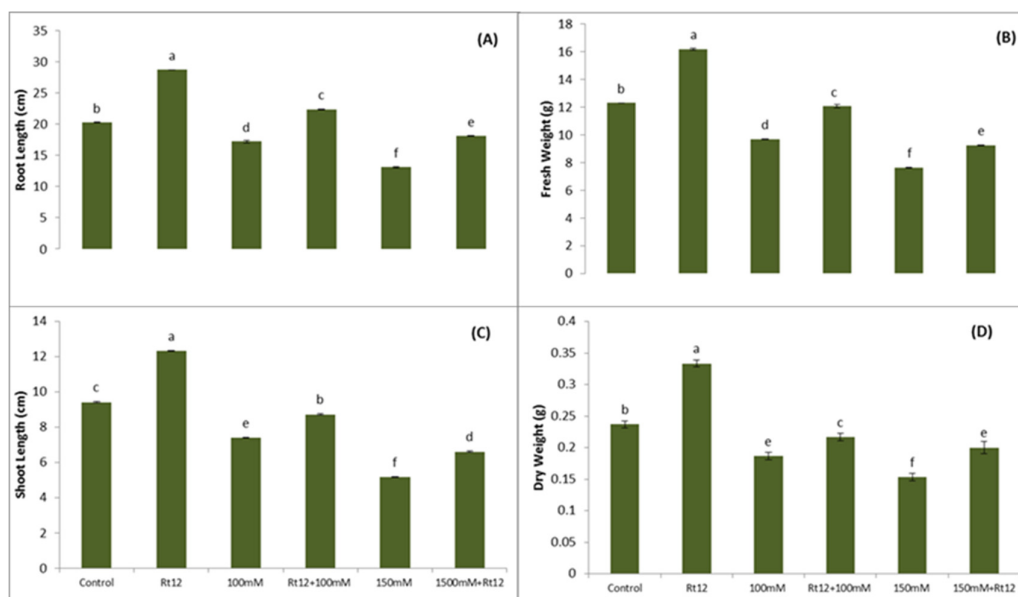 (A)
Root Length (cm)
35
30
25
20
15
10
5
0
b
a
d
c
f
e
(B)
Fresh Weight (g)
18
16
14
12
10
8
6
4
2
0
b
a
d
c
f
e
(C)
Shoot Length (cm)
14
12
10
8
6
4
2
0
c
a
e
b
f
d
Control Rt12 100mM Rt12+100mM 150mM 1500mM+Rt12
(D)
Dry Weight (g)
0.4
0.35
0.3
0.25
0.2
0.15
0.1
0.05
0
b
a
e
c
f
e
Control Rt12 100mM Rt12+100mM 150mM 150mM+Rt12